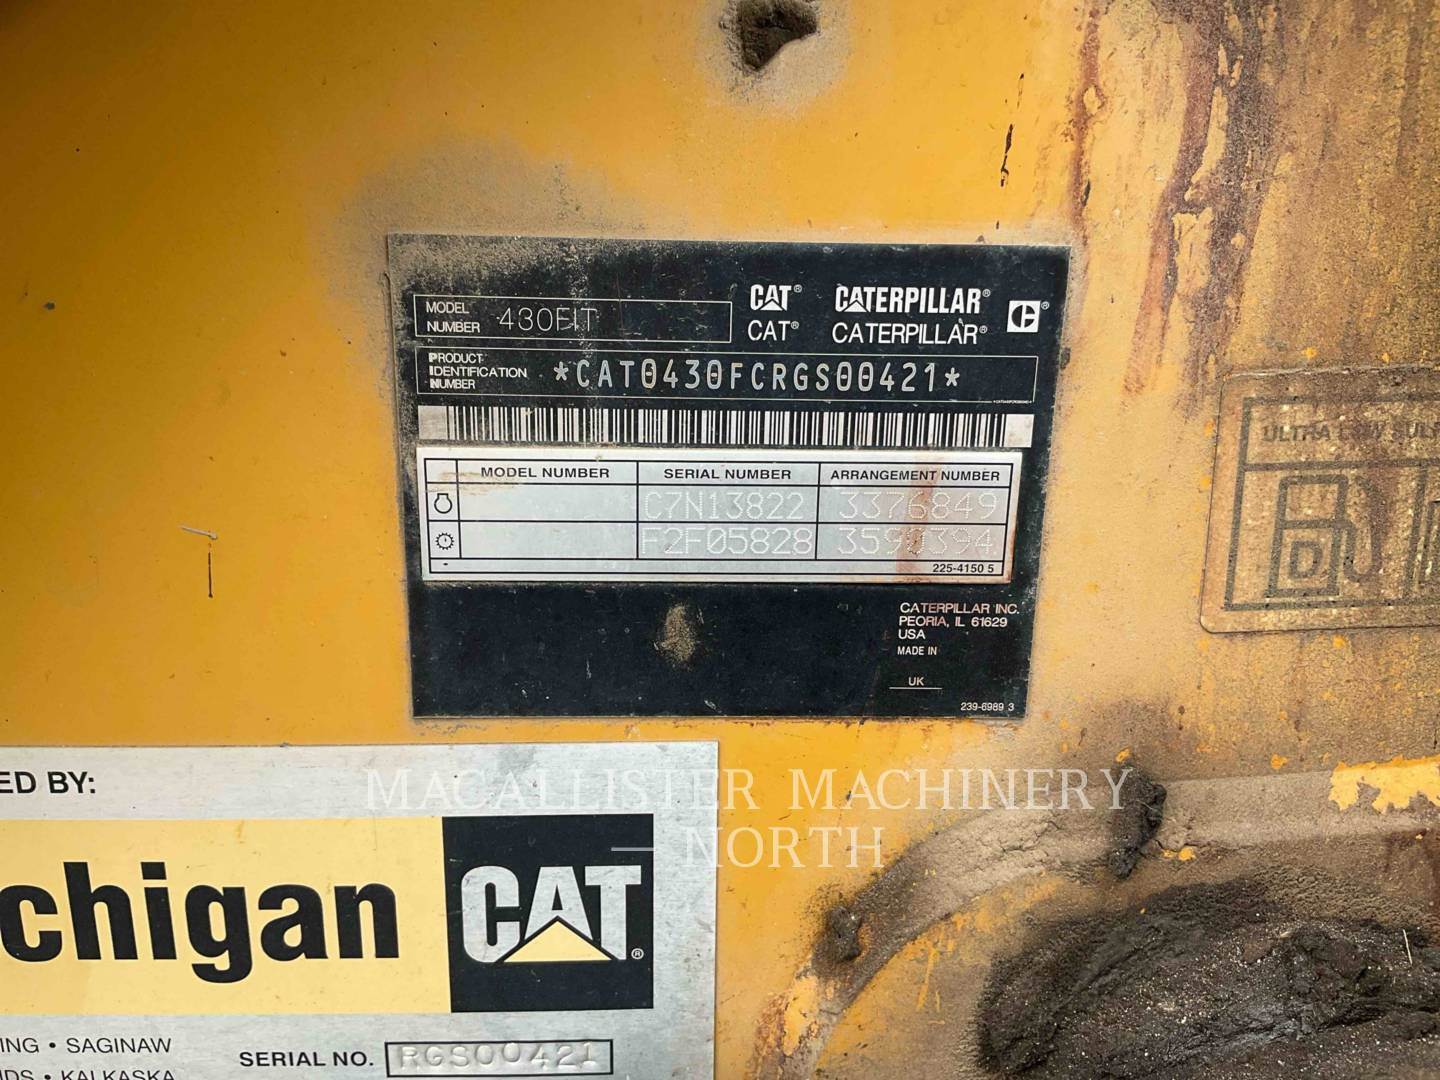 CAT® CATERPILLAR®
CAT® CATERPILLAR®
MODEL
NUMBER 430FIT
PRODUCT
IDENTIFICATION
NUMBER
*CAT0430FCRGS00421*
MODEL NUMBER SERIAL NUMBER ARRANGEMENT NUMBER
C7N13822 3376849
F2F05828 3590394
225-4150 5
CATERPILLAR INC.
PEORIA, IL 61629
USA
MADE IN
UK
239-6989 3
ULTRA LOW SULF
D
ED BY:
MACALLISTER MACHINERY
— NORTH
chigan CAT®
ING • SAGINAW
DS • KALKASKA
SERIAL NO. RGS00421